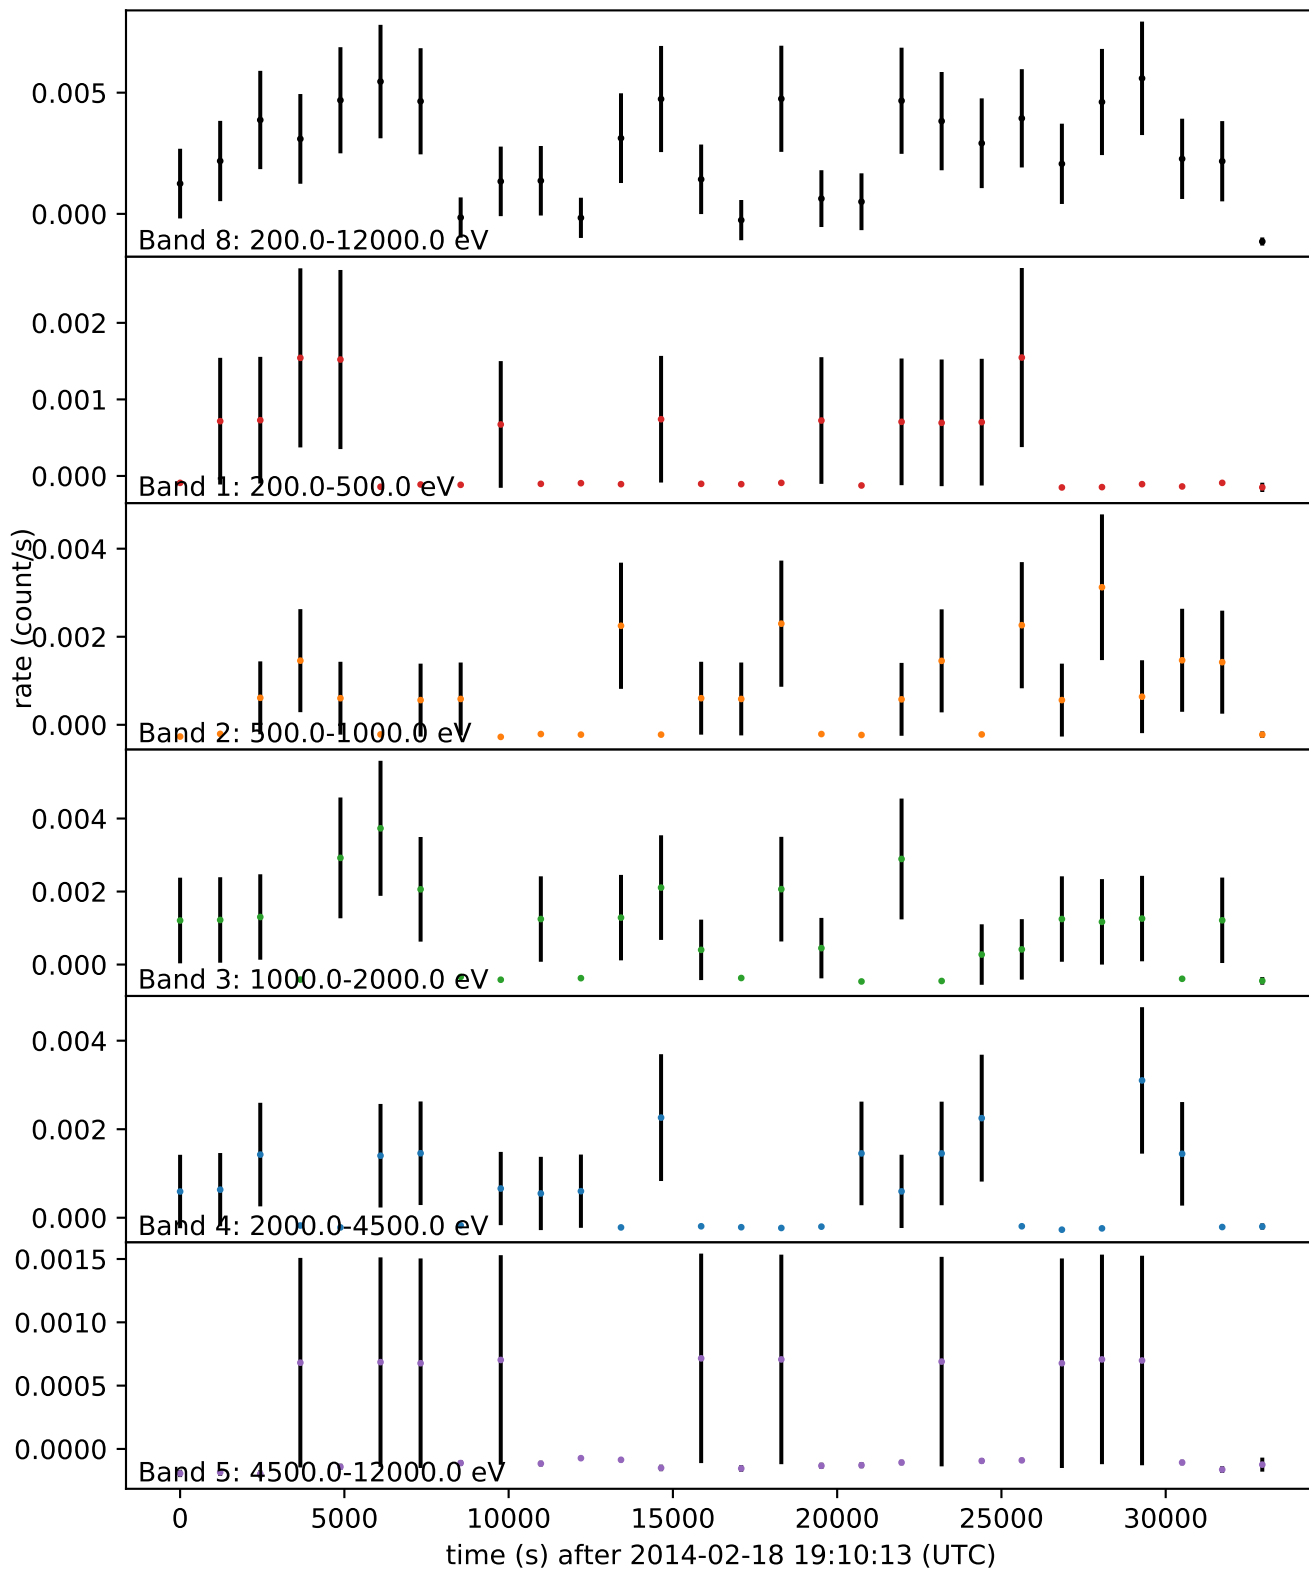 0.005
0.000
Band 8: 200.0-12000.0 eV
0.002
0.001
0.000
Band 1: 200.0-500.0 eV
rate (count/s)
0.004
0.002
0.000
Band 2: 500.0-1000.0 eV
0.004
0.002
0.000
Band 3: 1000.0-2000.0 eV
0.004
0.002
0.000
Band 4: 2000.0-4500.0 eV
0.0015
0.0010
0.0005
0.0000
Band 5: 4500.0-12000.0 eV
0 5000 10000 15000 20000 25000 30000
time (s) after 2014-02-18 19:10:13 (UTC)